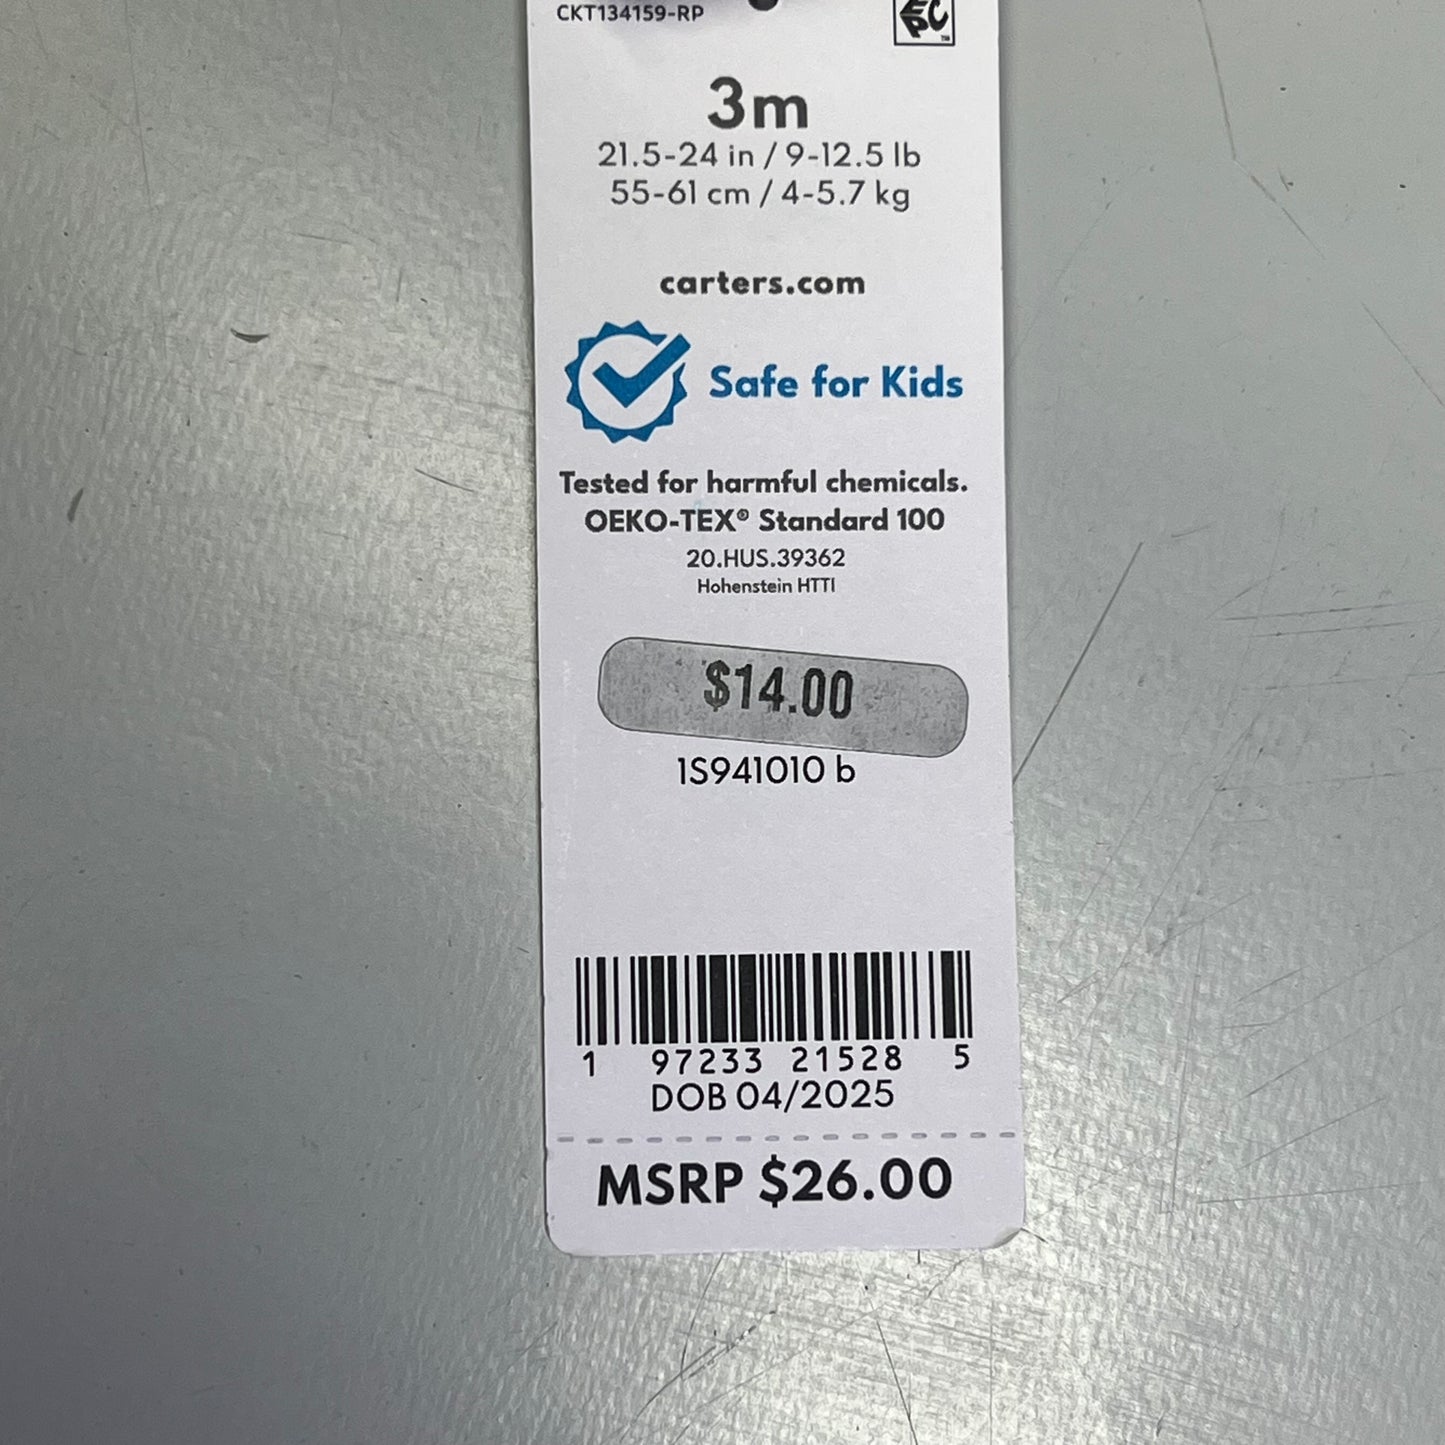 CKT134159-RP
EPC
™
3m
21.5-24 in / 9-12.5 lb
55-61 cm / 4-5.7 kg
carters.com
Safe for Kids
Tested for harmful chemicals.
OEKO-TEX® Standard 100
20.HUS.39362
Hohenstein HTTI
$14.00
1S941010 b
1 97233 21528 5
DOB 04/2025
MSRP $26.00